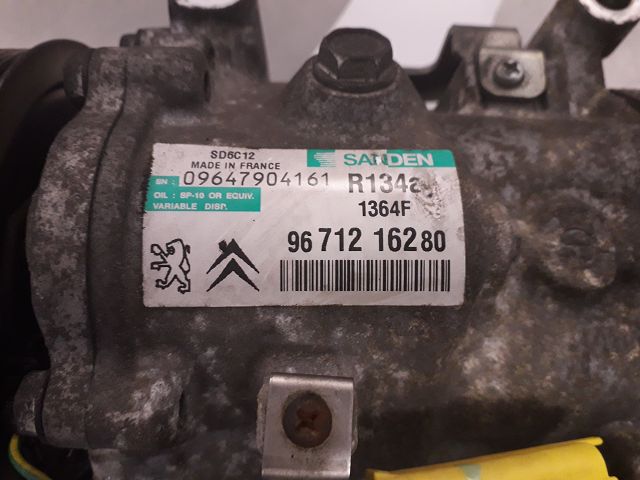 SD6C12
MADE IN FRANCE
SANDEN
SN: 09647904161
R134a
OIL: SP-10 OR EQUIV.
VARIABLE DISP.
1364F
96 712 162 80